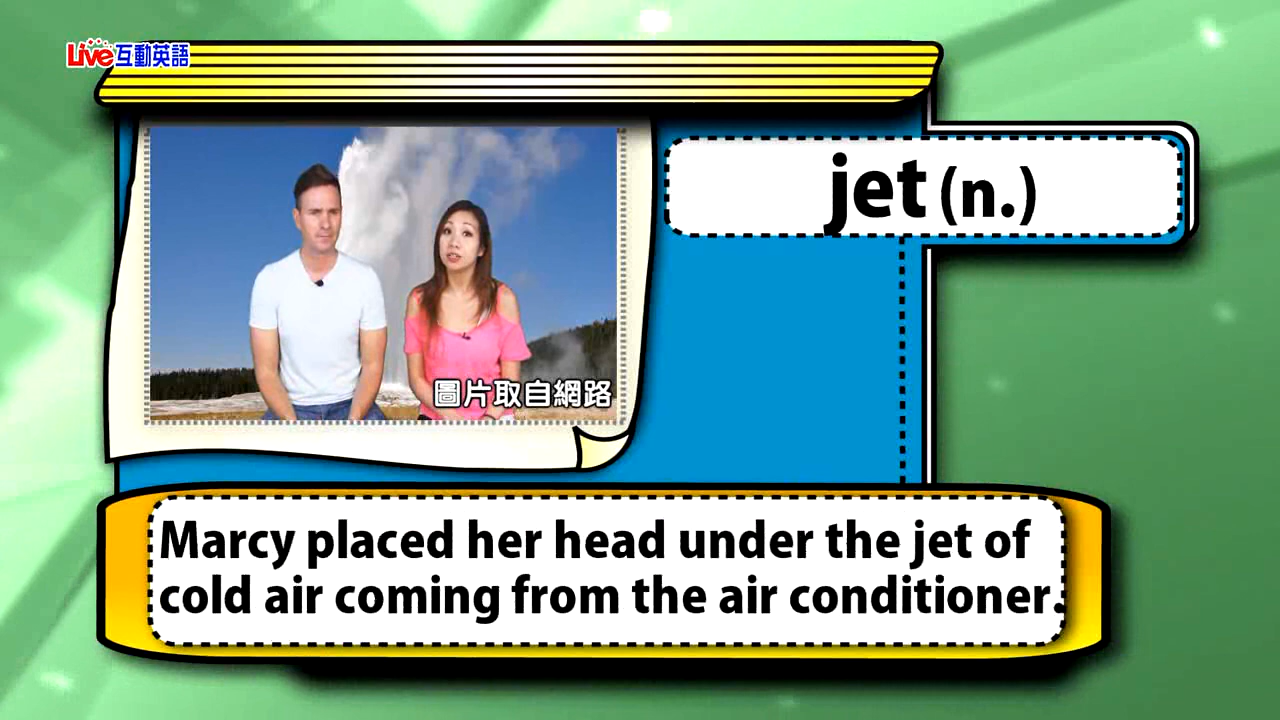 Live互動英語
jet (n.)
圖片取自網路
Marcy placed her head under the jet of
cold air coming from the air conditioner.